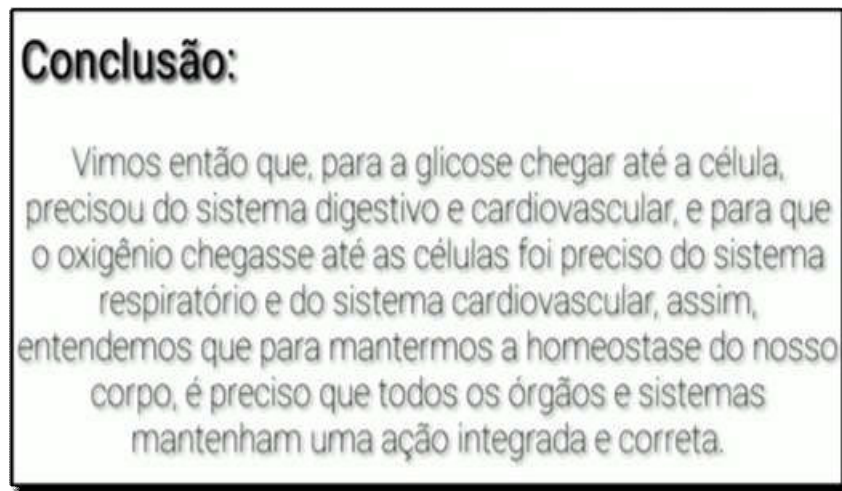 Conclusão:
Vimos então que, para a glicose chegar até a célula,
precisou do sistema digestivo e cardiovascular, e para que
o oxigênio chegasse até as células foi preciso do sistema
respiratório e do sistema cardiovascular, assim,
entendemos que para mantermos a homeostase do nosso
corpo, é preciso que todos os órgãos e sistemas
mantenham uma ação integrada e correta.